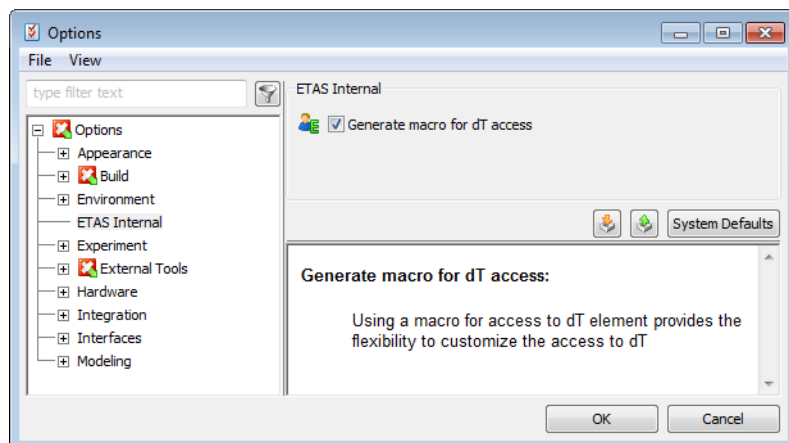 Options
File View
type filter text
Options
Appearance
Build
Environment
ETAS Internal
Experiment
External Tools
Hardware
Integration
Interfaces
Modeling
ETAS Internal
Generate macro for dT access
System Defaults
Generate macro for dT access:
Using a macro for access to dT element provides the
flexibility to customize the access to dT
OK Cancel